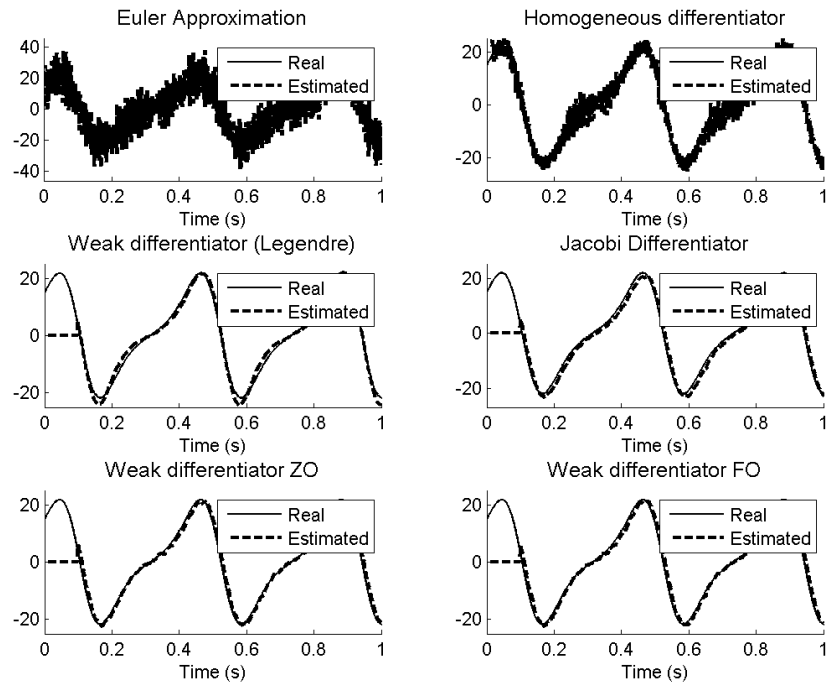 Euler Approximation
40
20
0
-20
-40
Real
Estimated
0 0.2 0.4 0.6 0.8 1
Time (s)
Homogeneous differentiator
20
0
-20
Real
Estimated
0 0.2 0.4 0.6 0.8 1
Time (s)
Weak differentiator (Legendre)
20
0
-20
Real
Estimated
0 0.2 0.4 0.6 0.8 1
Time (s)
Jacobi Differentiator
20
0
-20
Real
Estimated
0 0.2 0.4 0.6 0.8 1
Time (s)
Weak differentiator ZO
20
0
-20
Real
Estimated
0 0.2 0.4 0.6 0.8 1
Time (s)
Weak differentiator FO
20
0
-20
Real
Estimated
0 0.2 0.4 0.6 0.8 1
Time (s)